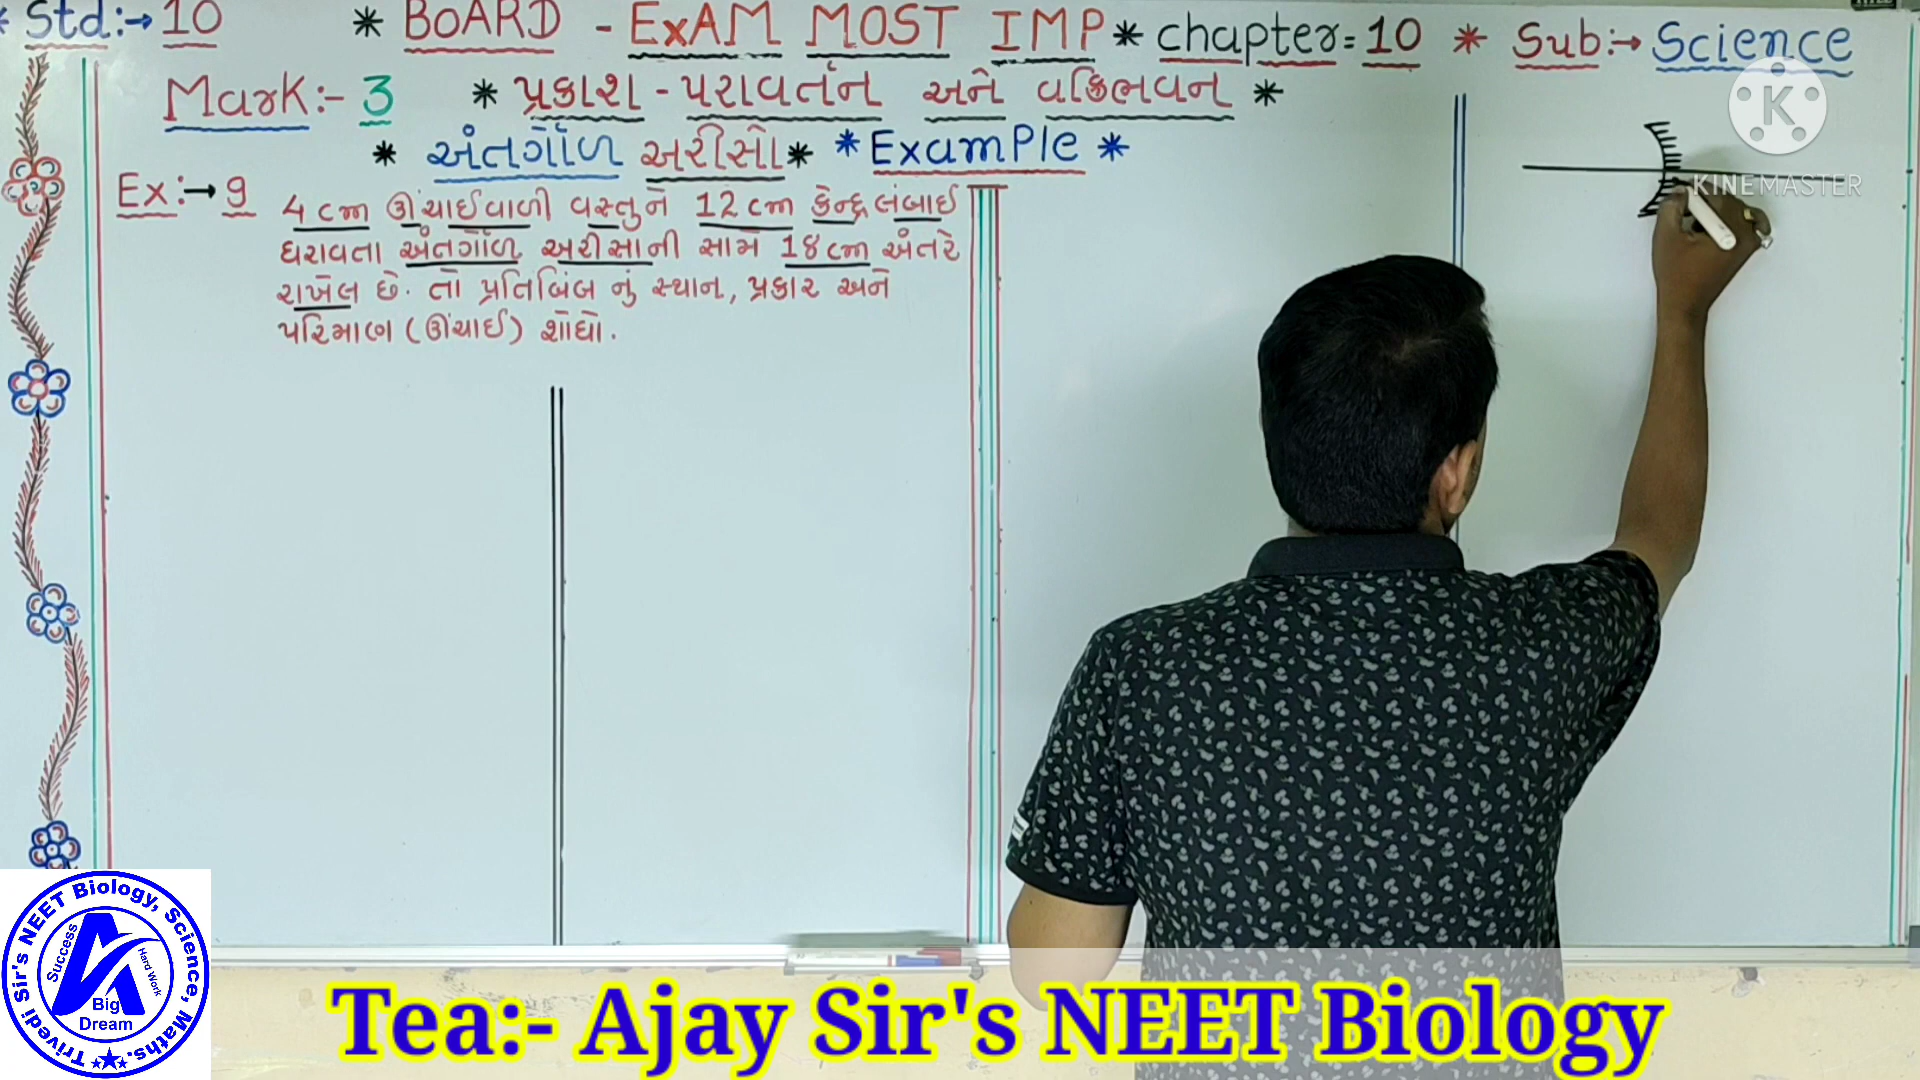 * Std:→ 10 * BOARD - EXAM MOST IMP * chapter = 10 * Sub:→ Science
Mark:- 3 * પ્રકાશ - પરાવર્તન અને વક્રિભવન *
* અંતર્ગોળ અરીસો * * Example *
Ex:→ 9 4 cm ઊંચાઈવાળી વસ્તુને 12 cm કેન્દ્રલંબાઈ
ધરાવતા અંતર્ગોળ અરીસાની સામે 18 cm અંતરે
રાખેલ છે. તો પ્રતિબિંબ નું સ્થાન, પ્રકાર અને
પરિમાણ (ઊંચાઈ) શોધો.
K
KINEMASTER
Trivedi Sir's NEET Biology, Science, Maths.
Success
Hard Work
Big
Dream
Tea:- Ajay Sir's NEET Biology